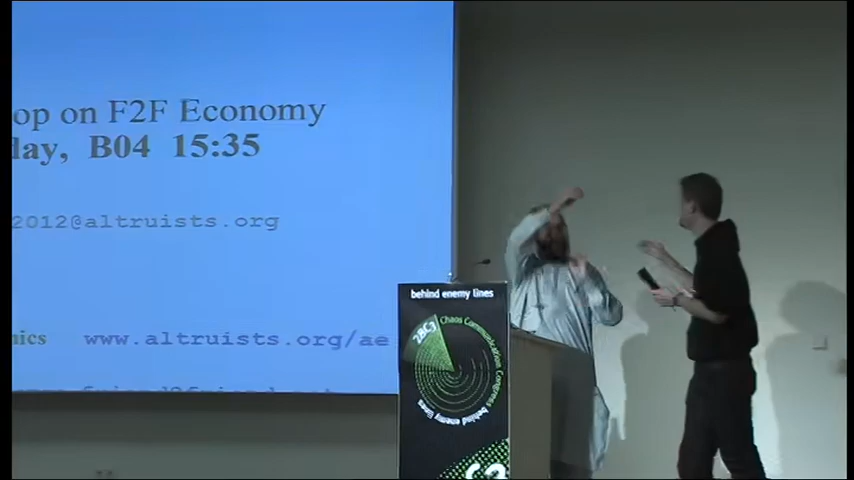 op on F2F Economy
day, B04 15:35
2012@altruists.org
ics www.altruists.org/ae
behind enemy lines
28C3
Chaos Communication Congress
behind enemy lines